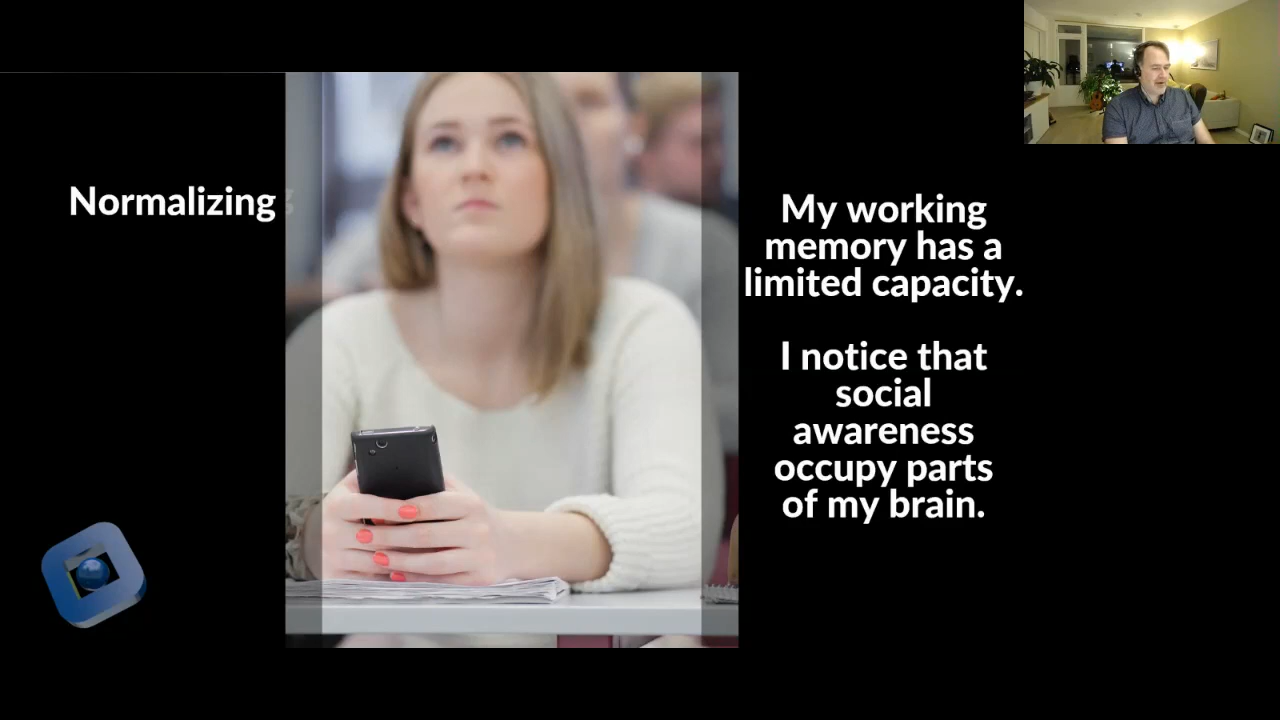 Normalizing
My working
memory has a
limited capacity.
I notice that
social
awareness
occupy parts
of my brain.